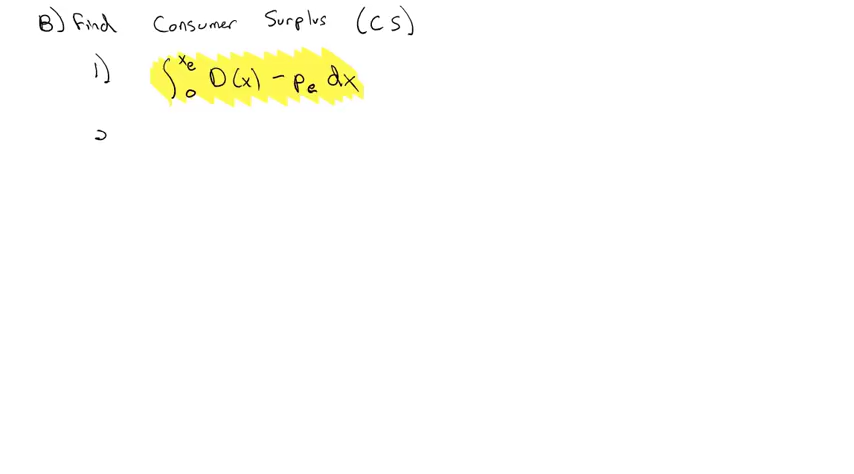 B) Find Consumer Surplus (CS)
1) ∫₀^{xₑ} D(x) - pₑ dx
2